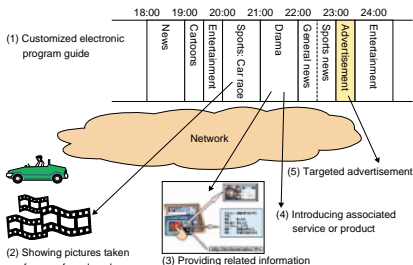 18:00 19:00 20:00 21:00 22:00 23:00 24:00
(1) Customized electronic
program guide
News
Cartoons
Entertainment
Sports: Car race
Drama
General news
Sports news
Advertisement
Entertainment
Network
(5) Targeted advertisement
(4) Introducing associated
service or product
(2) Showing pictures taken
(3) Providing related information